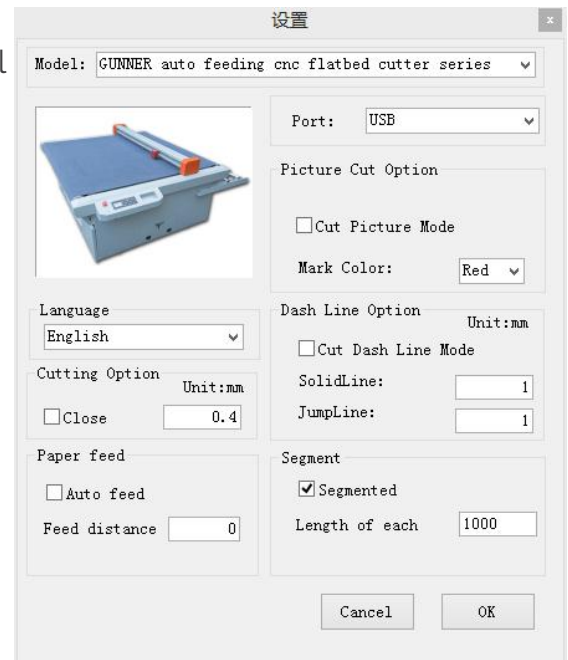 设置
x
l
Model: GUNNER auto feeding cnc flatbed cutter series
Port: USB
Picture Cut Option
Cut Picture Mode
Mark Color: Red
Language
English
Dash Line Option
Unit:mm
Cut Dash Line Mode
SolidLine: 1
JumpLine: 1
Cutting Option
Unit:mm
Close 0.4
Paper feed
Auto feed
Feed distance 0
Segment
Segmented
Length of each 1000
Cancel OK